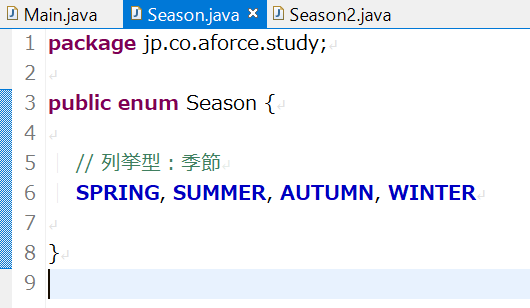 Main.java Season.java Season2.java
1 package jp.co.aforce.study;
2
3 public enum Season {
4
5 // 列挙型：季節
6 SPRING, SUMMER, AUTUMN, WINTER
7
8 }
9